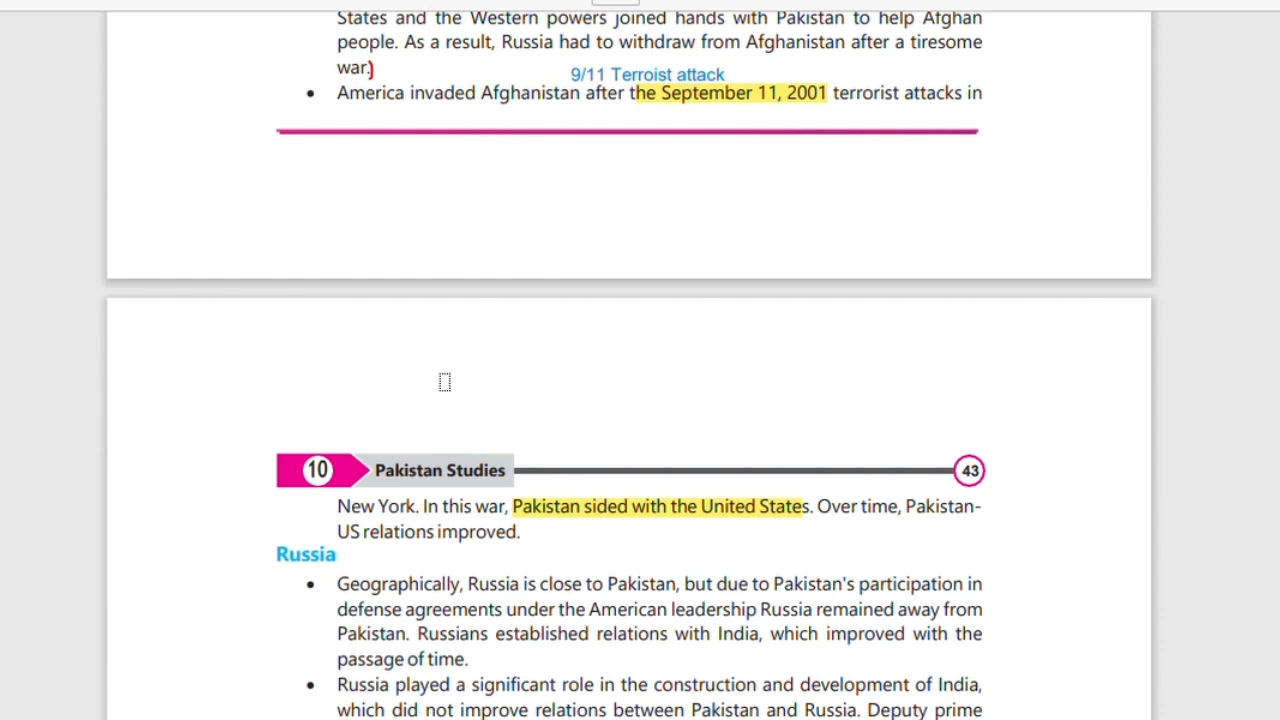 States and the Western powers joined hands with Pakistan to help Afghan
people. As a result, Russia had to withdraw from Afghanistan after a tiresome
war.)
9/11 Terroist attack
• America invaded Afghanistan after the September 11, 2001 terrorist attacks in
10 Pakistan Studies 43
New York. In this war, Pakistan sided with the United States. Over time, Pakistan-
US relations improved.
Russia
• Geographically, Russia is close to Pakistan, but due to Pakistan's participation in
defense agreements under the American leadership Russia remained away from
Pakistan. Russians established relations with India, which improved with the
passage of time.
• Russia played a significant role in the construction and development of India,
which did not improve relations between Pakistan and Russia. Deputy prime